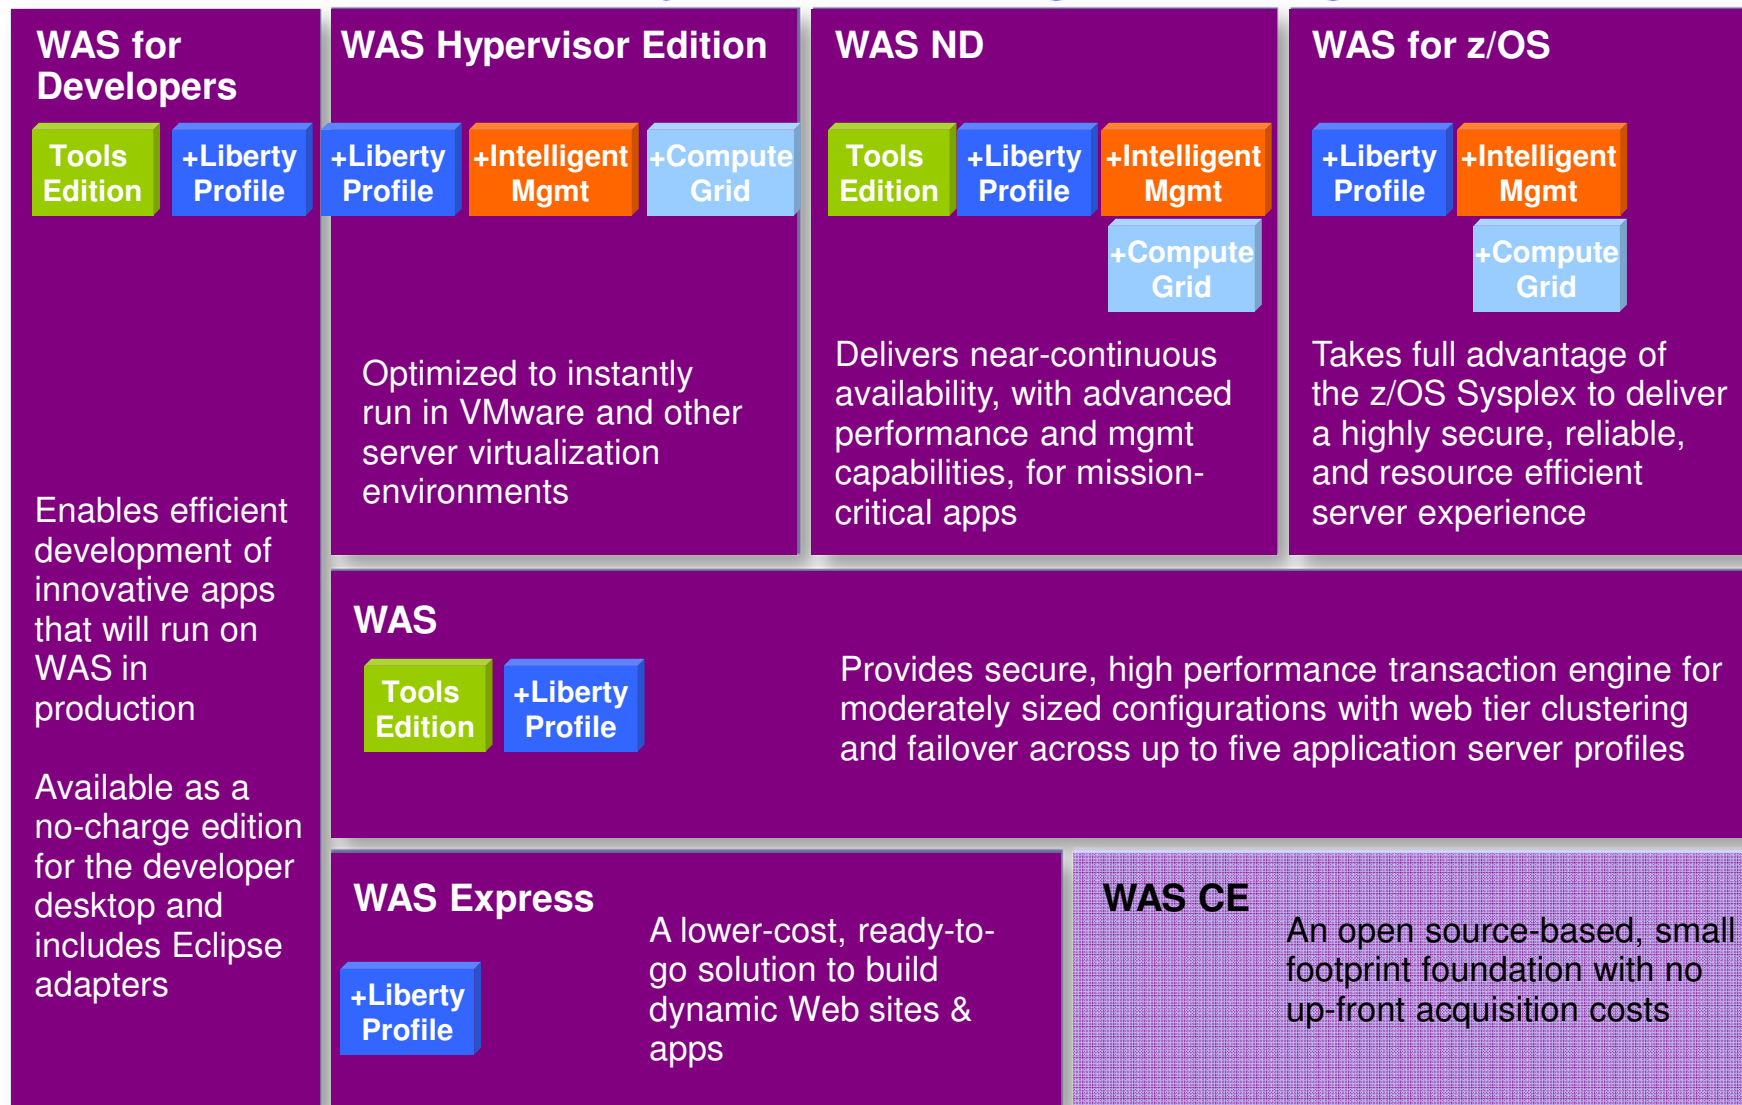 WAS for
Developers
Tools
Edition
+Liberty
Profile
Enables efficient
development of
innovative apps
that will run on
WAS in
production
Available as a
no-charge edition
for the developer
desktop and
includes Eclipse
adapters
WAS Hypervisor Edition
+Liberty
Profile
+Intelligent
Mgmt
+Compute
Grid
Optimized to instantly
run in VMware and other
server virtualization
environments
WAS ND
Tools
Edition
+Liberty
Profile
+Intelligent
Mgmt
+Compute
Grid
Delivers near-continuous
availability, with advanced
performance and mgmt
capabilities, for mission-
critical apps
WAS for z/OS
+Liberty
Profile
+Intelligent
Mgmt
+Compute
Grid
Takes full advantage of
the z/OS Sysplex to deliver
a highly secure, reliable,
and resource efficient
server experience
WAS
Tools
Edition
+Liberty
Profile
Provides secure, high performance transaction engine for
moderately sized configurations with web tier clustering
and failover across up to five application server profiles
WAS Express
+Liberty
Profile
A lower-cost, ready-to-
go solution to build
dynamic Web sites &
apps
WAS CE
An open source-based, small
footprint foundation with no
up-front acquisition costs